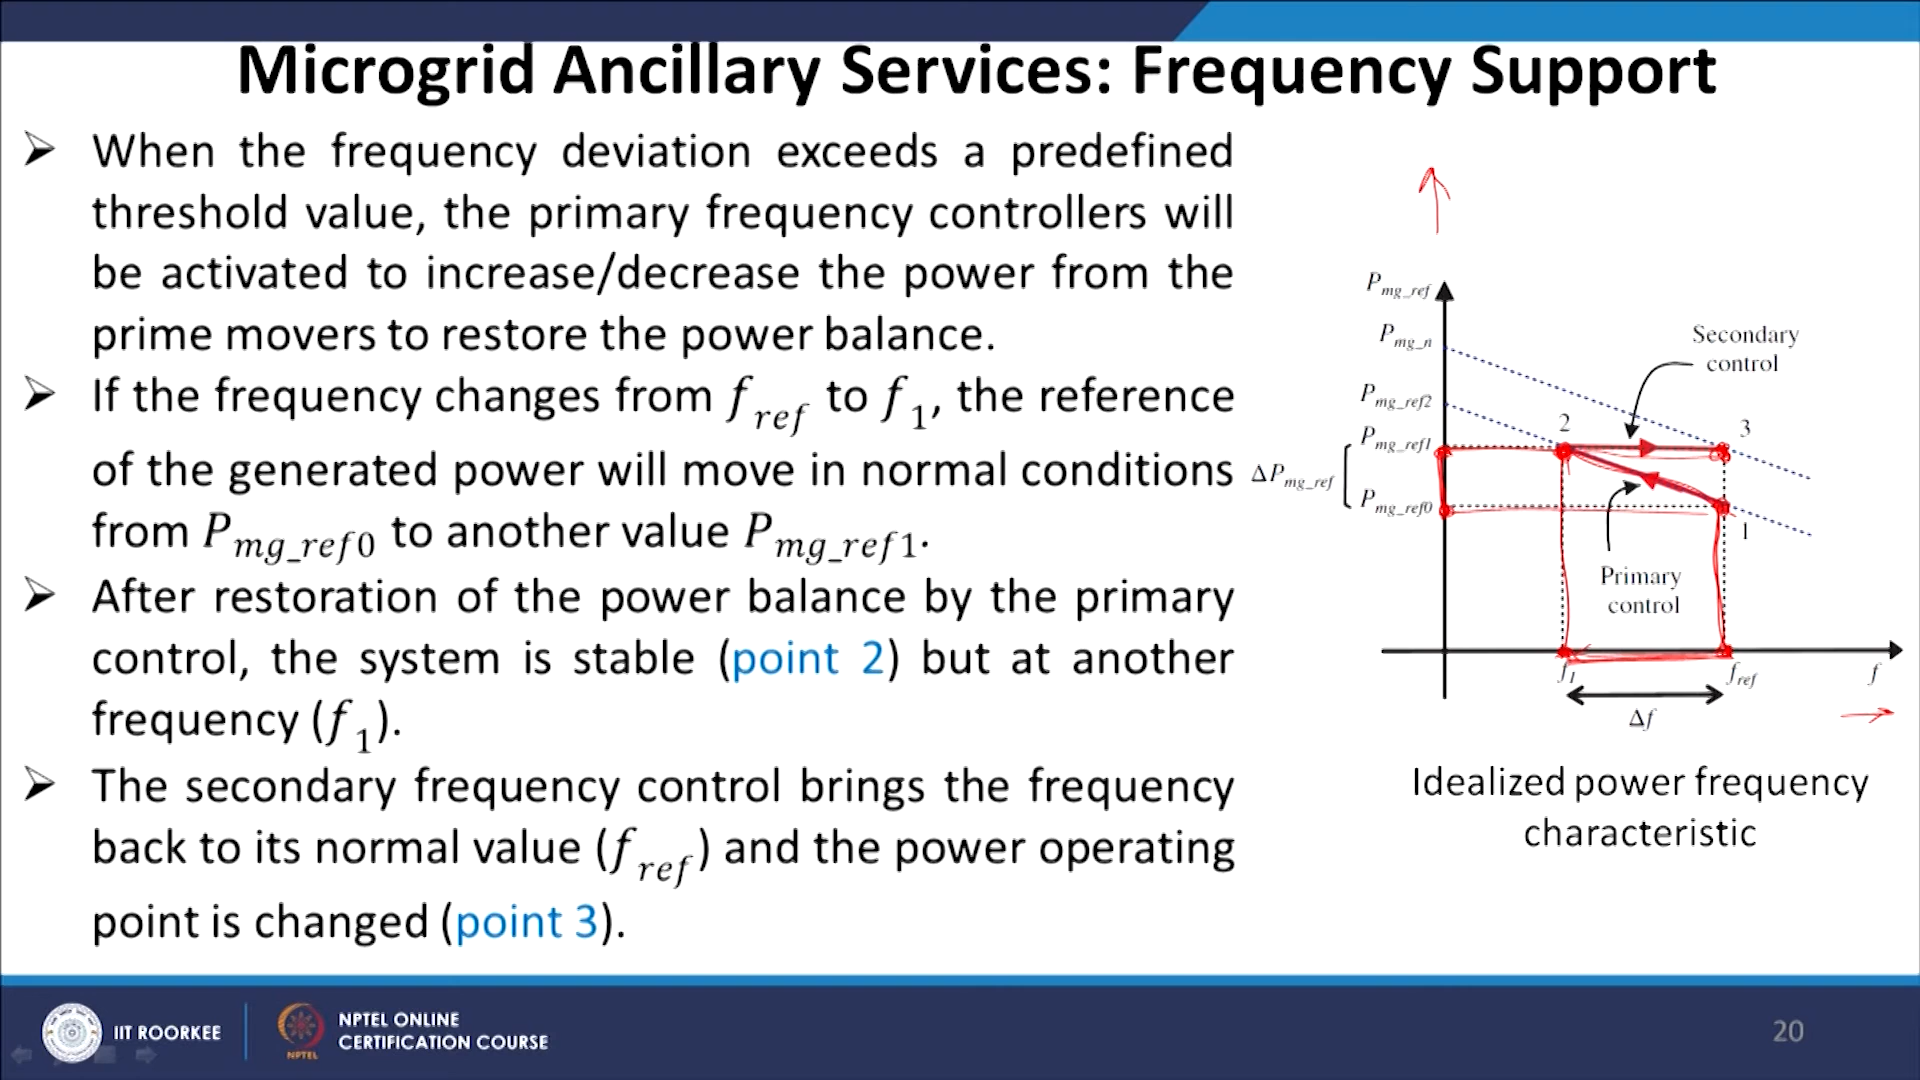 Microgrid Ancillary Services: Frequency Support
➢ When the frequency deviation exceeds a predefined
threshold value, the primary frequency controllers will
be activated to increase/decrease the power from the
prime movers to restore the power balance.
➢ If the frequency changes from f_ref to f_1, the reference
of the generated power will move in normal conditions
from P_mg_ref0 to another value P_mg_ref1.
➢ After restoration of the power balance by the primary
control, the system is stable (point 2) but at another
frequency (f_1).
➢ The secondary frequency control brings the frequency
back to its normal value (f_ref) and the power operating
point is changed (point 3).
P_mg_ref
P_mg_n
P_mg_ref2
P_mg_ref1
ΔP_mg_ref
P_mg_ref0
Secondary
control
2
3
1
Primary
control
f_1
f_ref
f
Δf
Idealized power frequency
characteristic
IIT ROORKEE
NPTEL
NPTEL ONLINE
CERTIFICATION COURSE
20